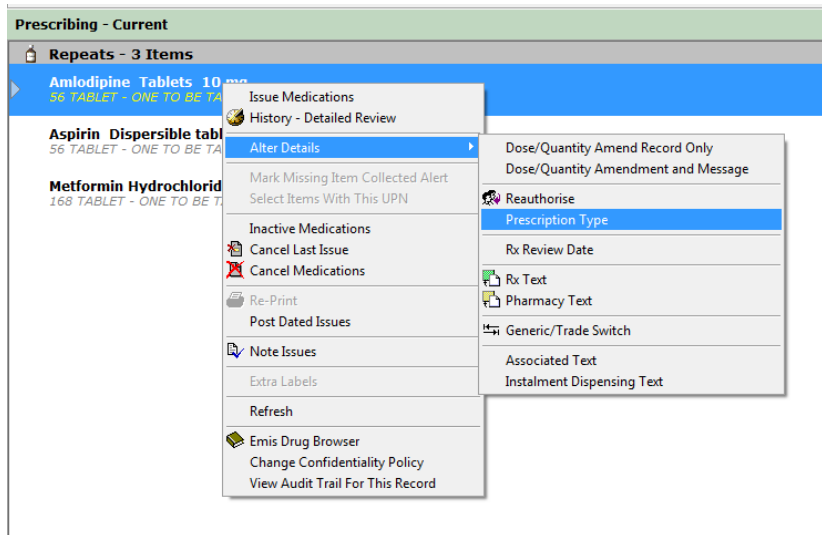 Prescribing - Current
Repeats - 3 Items
Amlodipine Tablets 10 mg
56 TABLET - ONE TO BE TA
Aspirin Dispersible tabl
56 TABLET - ONE TO BE TA
Metformin Hydrochlorid
168 TABLET - ONE TO BE T
Issue Medications
History - Detailed Review
Alter Details
Mark Missing Item Collected Alert
Select Items With This UPN
Inactive Medications
Cancel Last Issue
Cancel Medications
Re-Print
Post Dated Issues
Note Issues
Extra Labels
Refresh
Emis Drug Browser
Change Confidentiality Policy
View Audit Trail For This Record
Dose/Quantity Amend Record Only
Dose/Quantity Amendment and Message
Reauthorise
Prescription Type
Rx Review Date
Rx Text
Pharmacy Text
Generic/Trade Switch
Associated Text
Instalment Dispensing Text